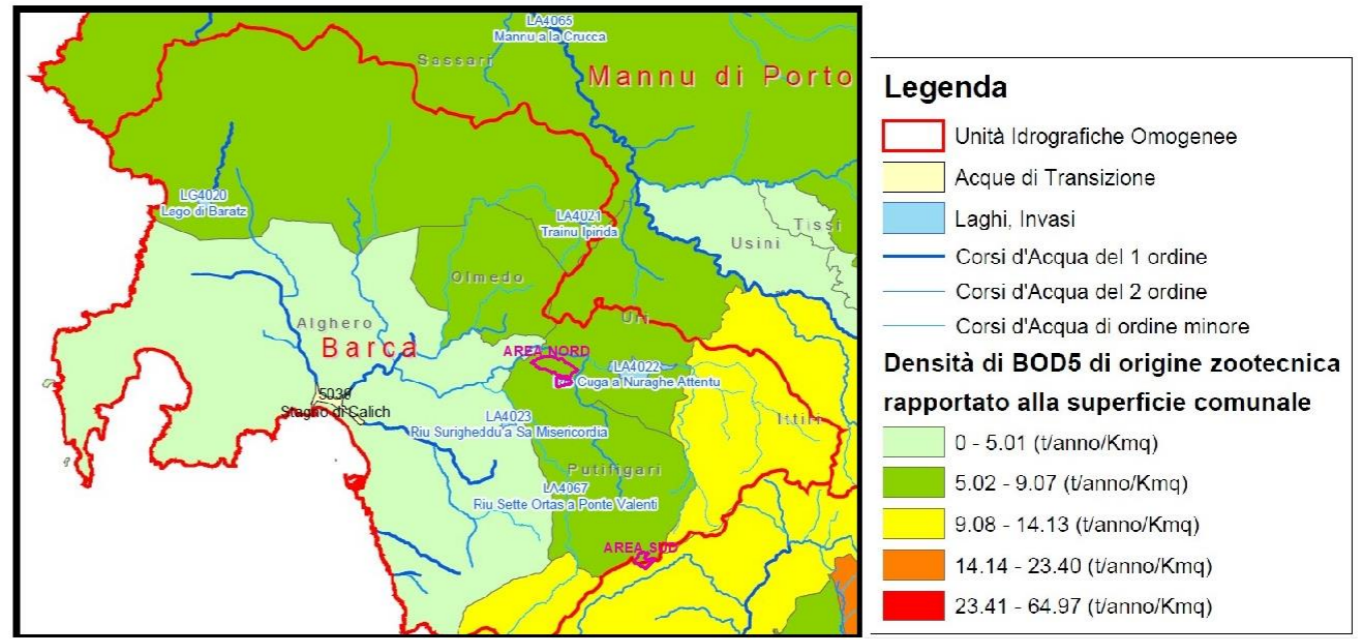 LA4065
Mannu a la Crucca
Sassari
Mannu di Porto
LG4020
Lago di Baratz
LA4021
Trainu Ipirida
Tissi
Usini
Olmedo
Alghero
Uri
Barca
AREA NORD
LA4022
Cuga a Nuraghe Attentu
5036
Stagno di Calich
LA4023
Riu Surigheddu a Sa Misericordia
Ittiri
Putifigari
LA4067
Riu Sette Ortas a Ponte Valenti
AREA SUD
Legenda
Unità Idrografiche Omogenee
Acque di Transizione
Laghi, Invasi
Corsi d'Acqua del 1 ordine
Corsi d'Acqua del 2 ordine
Corsi d'Acqua di ordine minore
Densità di BOD5 di origine zootecnica
rapportato alla superficie comunale
0 - 5.01 (t/anno/Kmq)
5.02 - 9.07 (t/anno/Kmq)
9.08 - 14.13 (t/anno/Kmq)
14.14 - 23.40 (t/anno/Kmq)
23.41 - 64.97 (t/anno/Kmq)